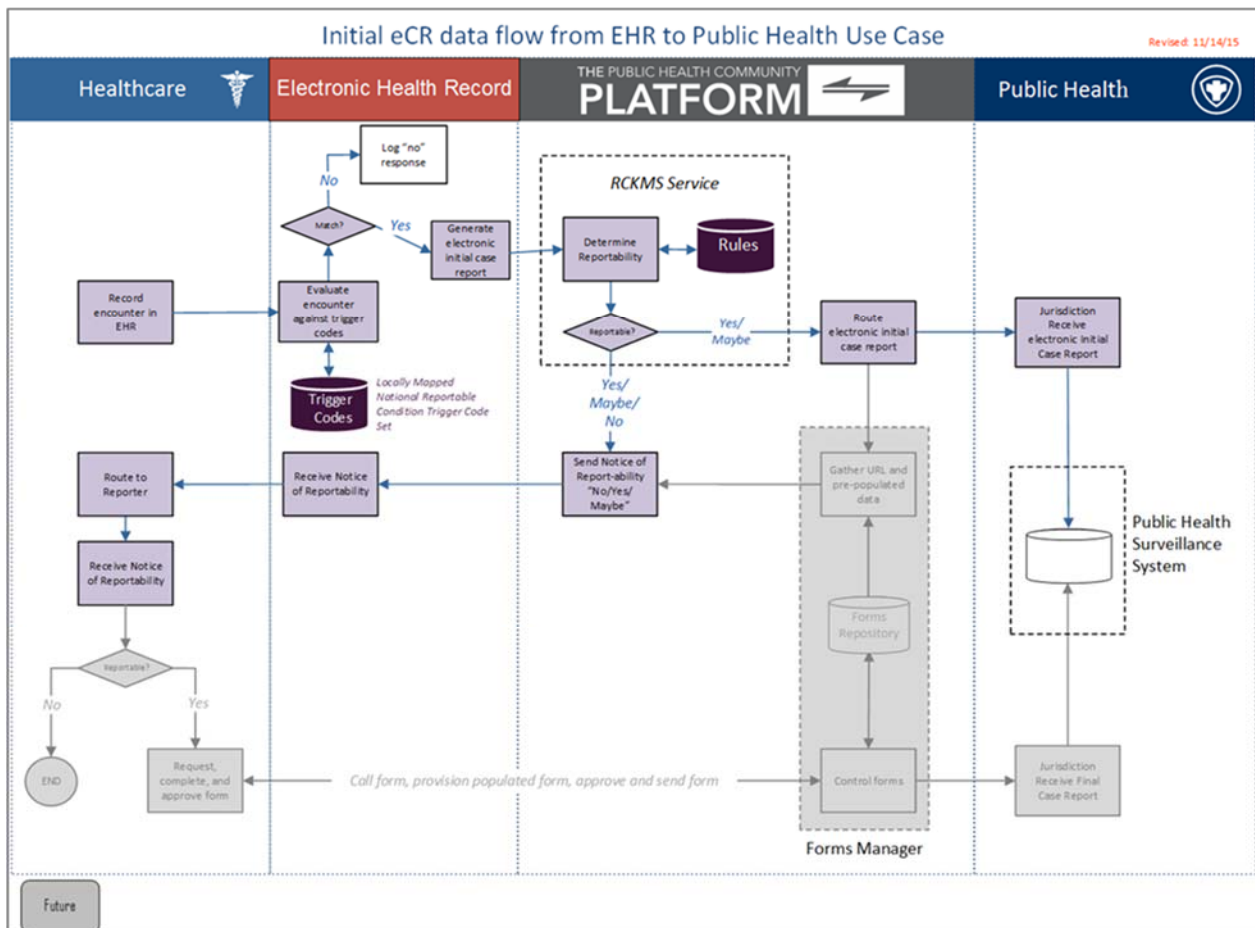 Initial eCR data flow from EHR to Public Health Use Case
Revised: 11/14/15
Healthcare
Electronic Health Record
THE PUBLIC HEALTH COMMUNITY
PLATFORM
Public Health
Log "no"
response
No
Match?
Yes
Generate
electronic
initial case
report
RCKMS Service
Determine
Reportability
Rules
Record
encounter in
EHR
Evaluate
encounter
against trigger
codes
Reportable?
Yes/
Maybe
Route
electronic initial
case report
Jurisdiction
Receive
electronic Initial
Case Report
Trigger
Codes
Locally Mapped
National Reportable
Condition Trigger Code
Set
Yes/
Maybe/
No
Route to
Reporter
Receive Notice
of Reportability
Send Notice of
Report-ability
"No/Yes/
Maybe"
Gather URL and
pre-populated
data
Public Health
Surveillance
System
Receive Notice
of Reportability
Forms
Repository
Reportable?
No
Yes
END
Request,
complete, and
approve form
Call form, provision populated form, approve and send form
Control forms
Jurisdiction
Receive Final
Case Report
Forms Manager
Future